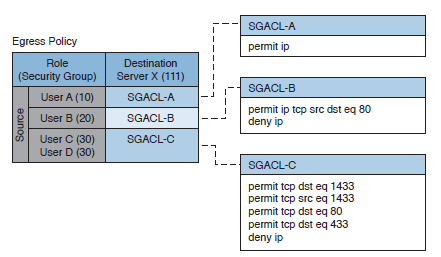 Egress Policy
Role
(Security Group)
Destination
Server X (111)
Source
User A (10)
SGACL-A
User B (20)
SGACL-B
User C (30)
User D (30)
SGACL-C
SGACL-A
permit ip
SGACL-B
permit ip tcp src dst eq 80
deny ip
SGACL-C
permit tcp dst eq 1433
permit tcp src eq 1433
permit tcp dst eq 80
permit tcp dst eq 433
deny ip